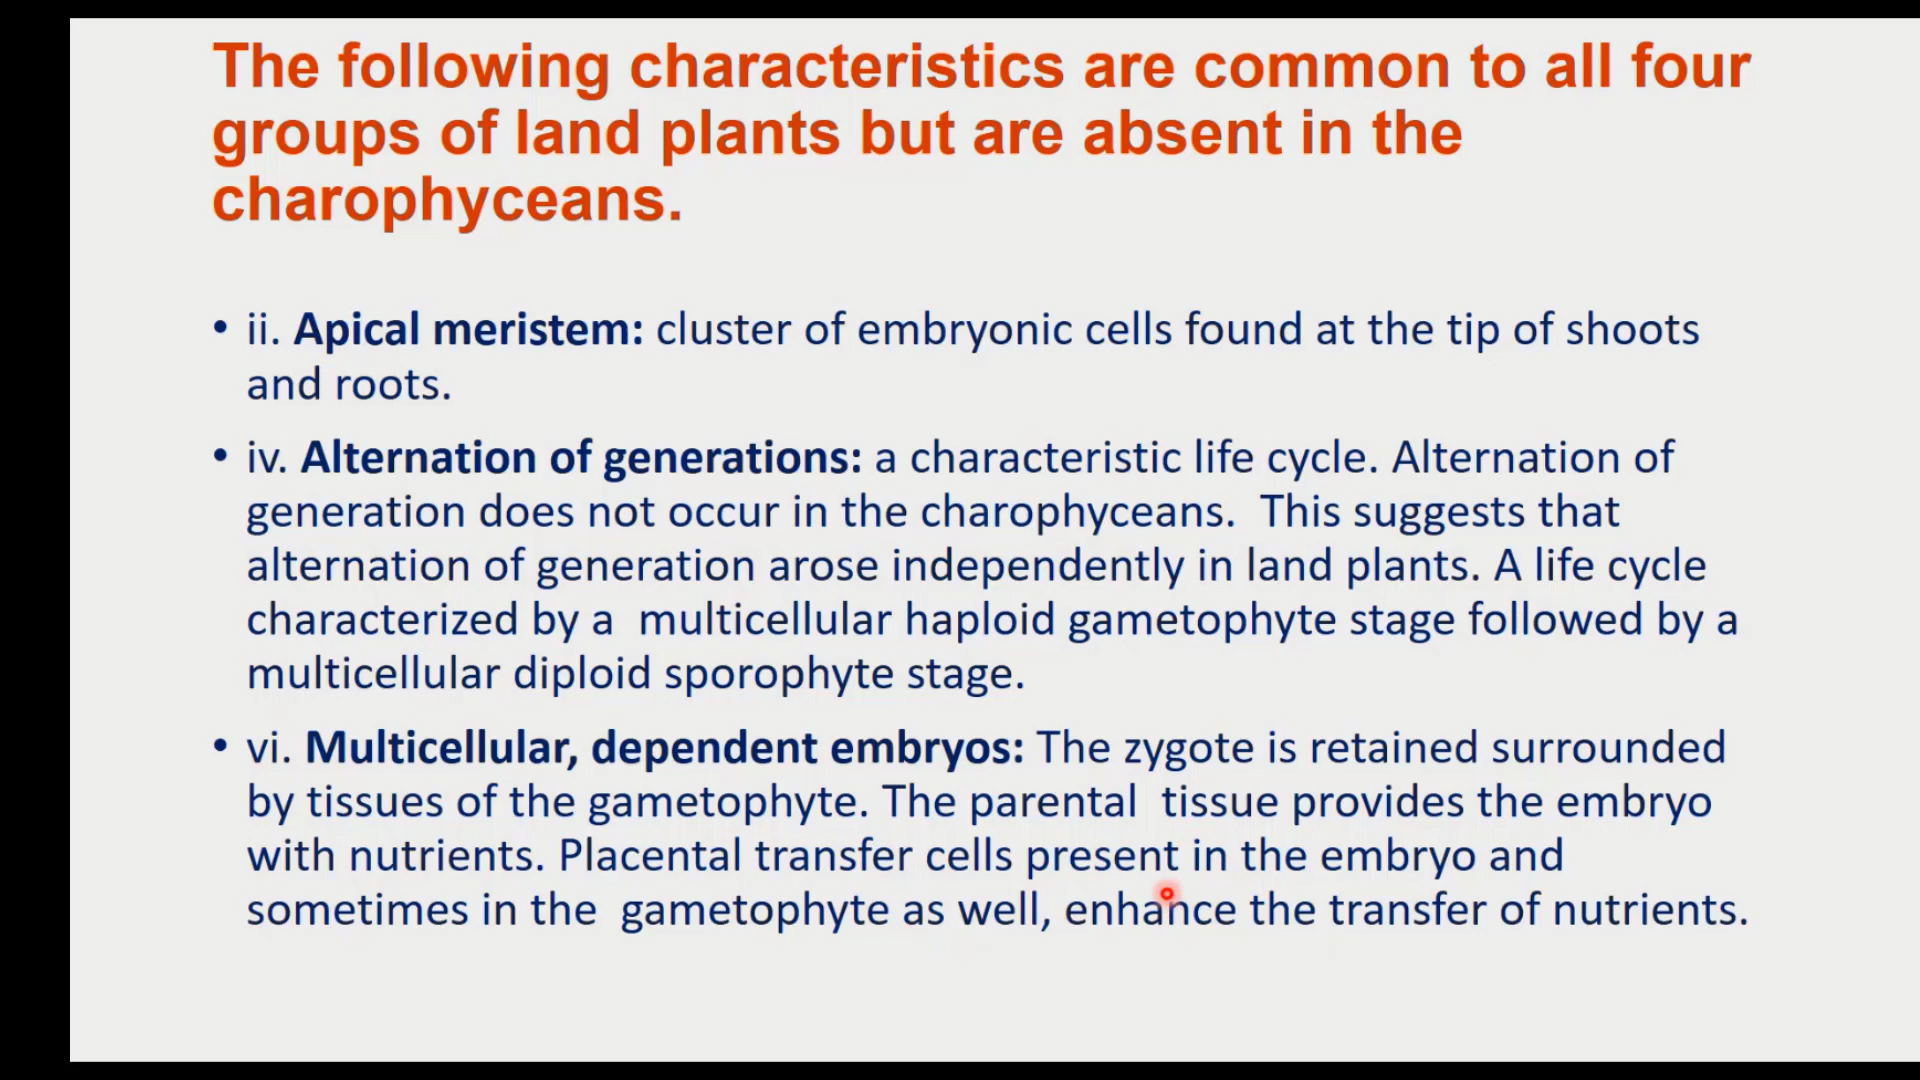 The following characteristics are common to all four
groups of land plants but are absent in the
charophyceans.
• ii. Apical meristem: cluster of embryonic cells found at the tip of shoots
and roots.
• iv. Alternation of generations: a characteristic life cycle. Alternation of
generation does not occur in the charophyceans.  This suggests that
alternation of generation arose independently in land plants. A life cycle
characterized by a  multicellular haploid gametophyte stage followed by a
multicellular diploid sporophyte stage.
• vi. Multicellular, dependent embryos: The zygote is retained surrounded
by tissues of the gametophyte. The parental  tissue provides the embryo
with nutrients. Placental transfer cells present in the embryo and
sometimes in the  gametophyte as well, enhance the transfer of nutrients.